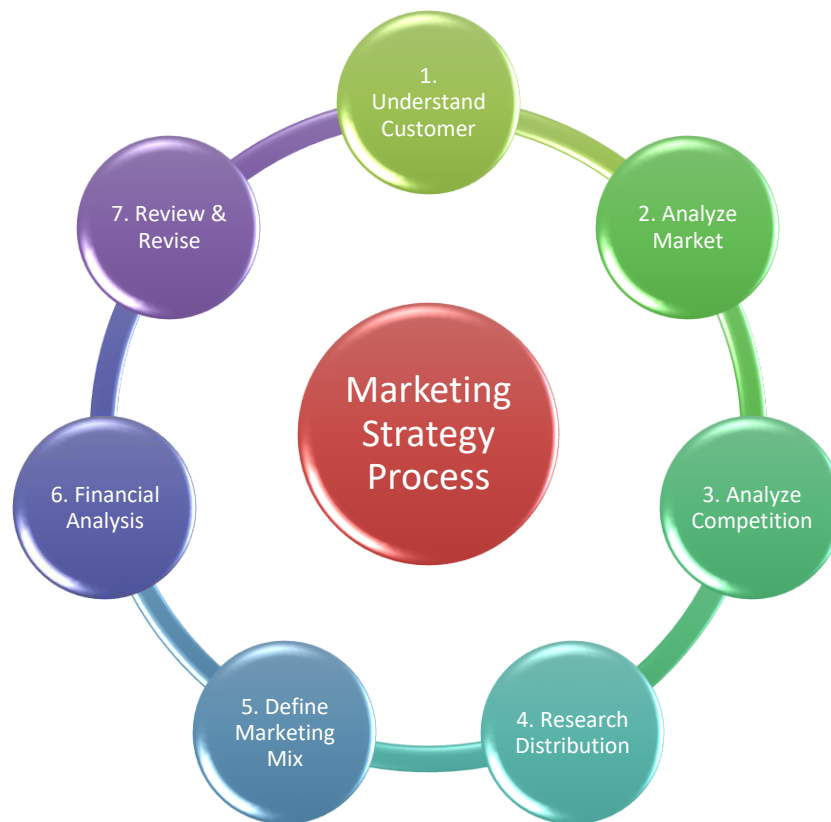 1.
Understand
Customer
2. Analyze
Market
3. Analyze
Competition
4. Research
Distribution
5. Define
Marketing
Mix
6. Financial
Analysis
7. Review &
Revise
Marketing
Strategy
Process